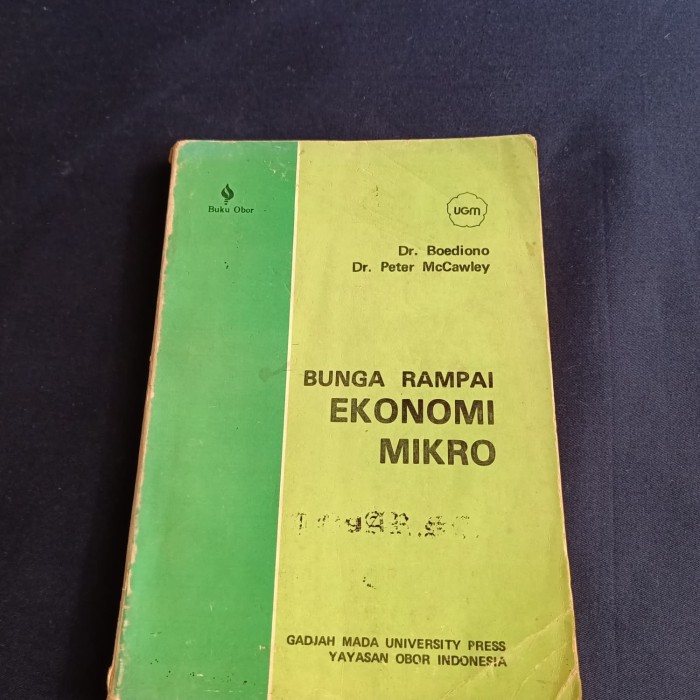 Buku Obor
UGM
Dr. Boediono
Dr. Peter McCawley
BUNGA RAMPAI
EKONOMI
MIKRO
GADJAH MADA UNIVERSITY PRESS
YAYASAN OBOR INDONESIA